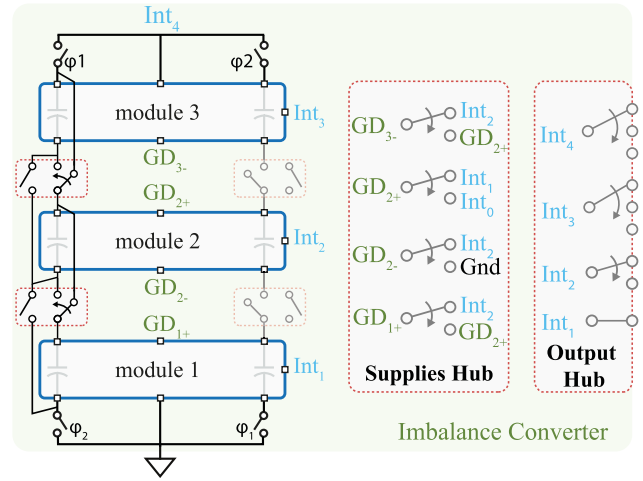 Int4
φ1
φ2
module 3
Int3
GD3-
GD2+
module 2
Int2
GD2-
GD1+
module 1
Int1
φ2
φ1
GD3-
Int2
GD2+
GD2+
Int1
Int0
GD2-
Int2
Gnd
GD1+
Int2
GD2+
Supplies Hub
Int4
Int3
Int2
Int1
Output
Hub
Imbalance Converter